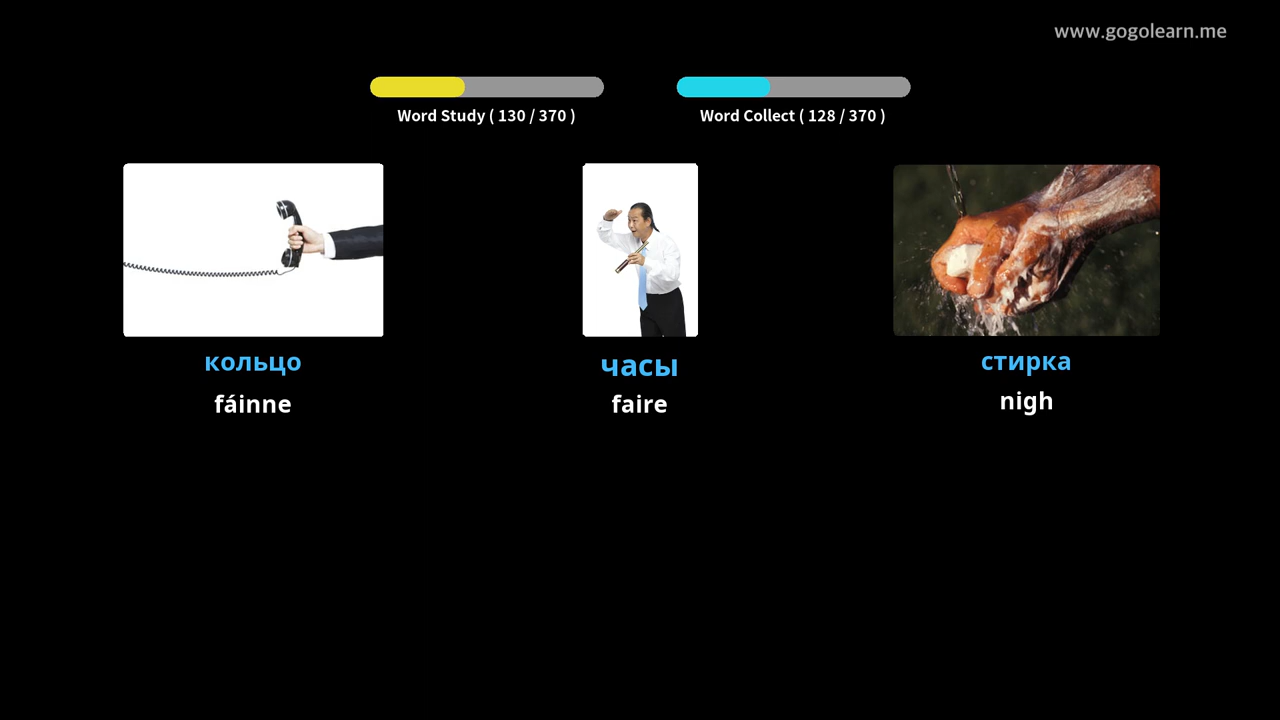 www.gogolearn.me
Word Study ( 130 / 370 )
Word Collect ( 128 / 370 )
кольцо
fáinne
часы
faire
стирка
nigh